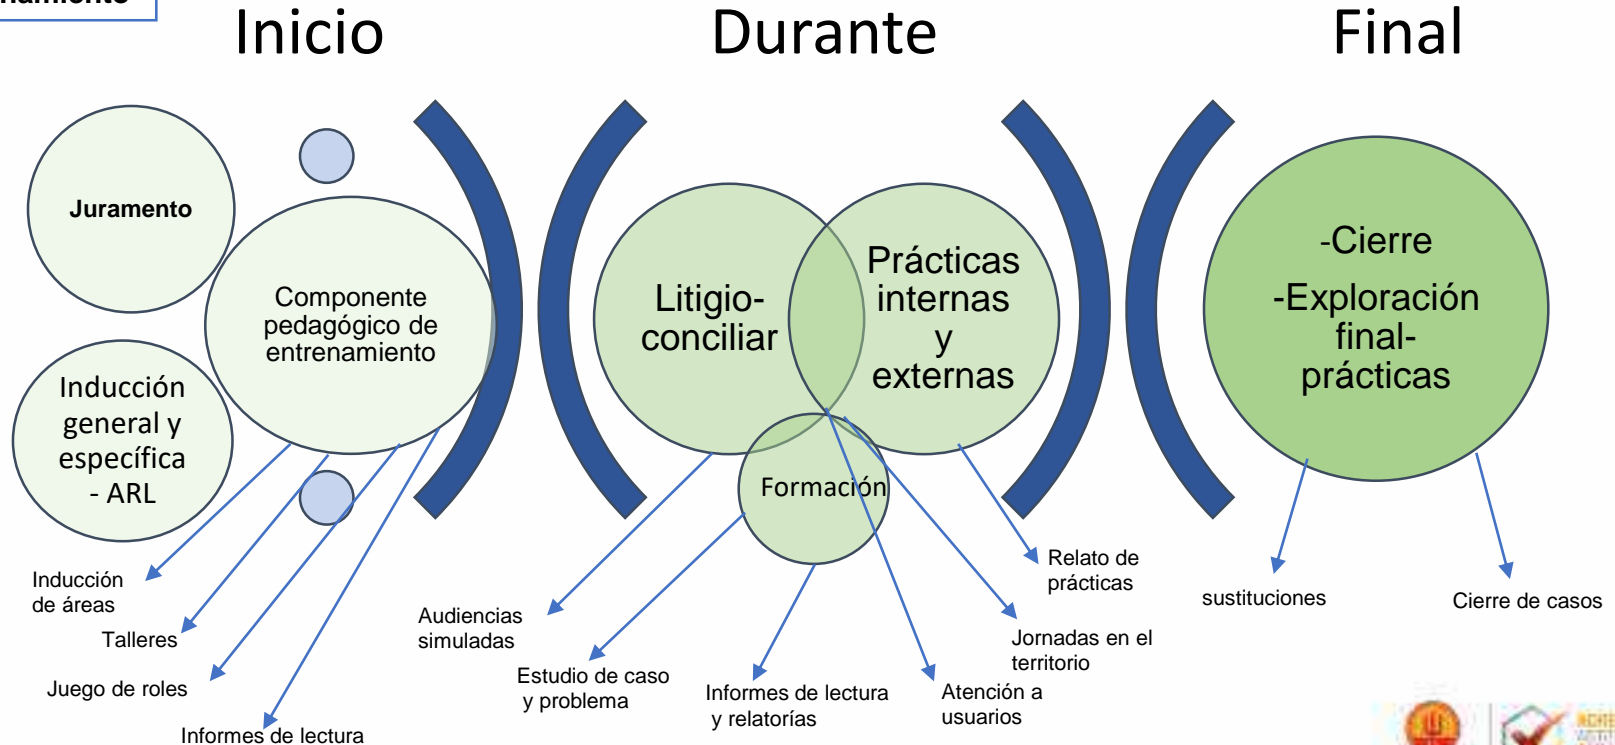 Inicio
Durante
Final
Juramento
Componente
pedagógico de
entrenamiento
Inducción
general y
específica
- ARL
Inducción
de áreas
Talleres
Juego de roles
Informes de lectura
Litigio-
conciliar
Prácticas
internas
y
externas
Formación
Audiencias
simuladas
Estudio de caso
y problema
Informes de lectura
y relatorías
Atención a
usuarios
Jornadas en el
territorio
Relato de
prácticas
-Cierre
-Exploración
final-
prácticas
sustituciones
Cierre de casos